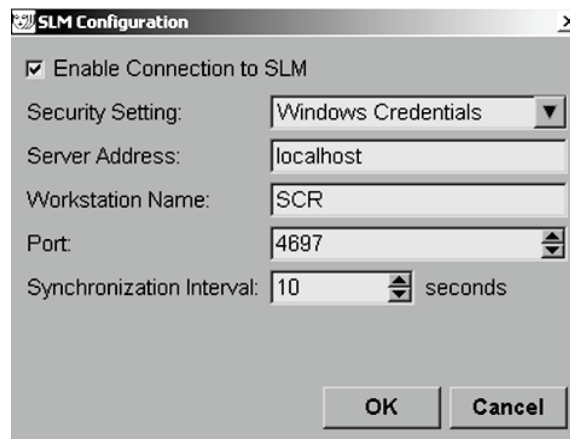 SLM Configuration
Enable Connection to SLM
Security Setting: Windows Credentials
Server Address: localhost
Workstation Name: SCR
Port: 4697
Synchronization Interval: 10 seconds
OK Cancel